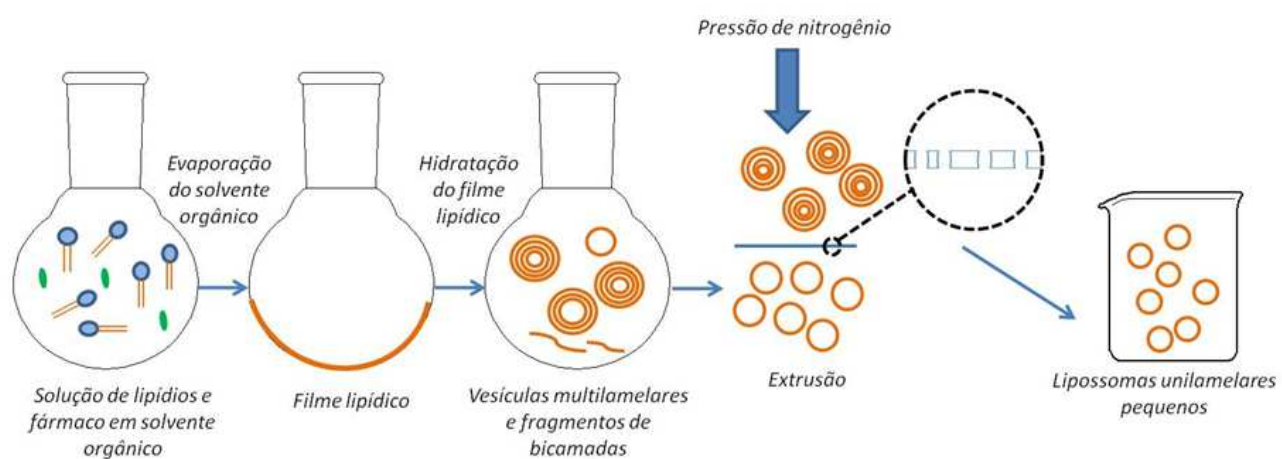 Pressão de nitrogênio
Evaporação
do solvente
orgânico
Hidratação
do filme
lipídico
Solução de lipídios e
fármaco em solvente
orgânico
Filme lipídico
Vesículas multilamelares
e fragmentos de
bicamadas
Extrusão
Lipossomas unilamelares
pequenos